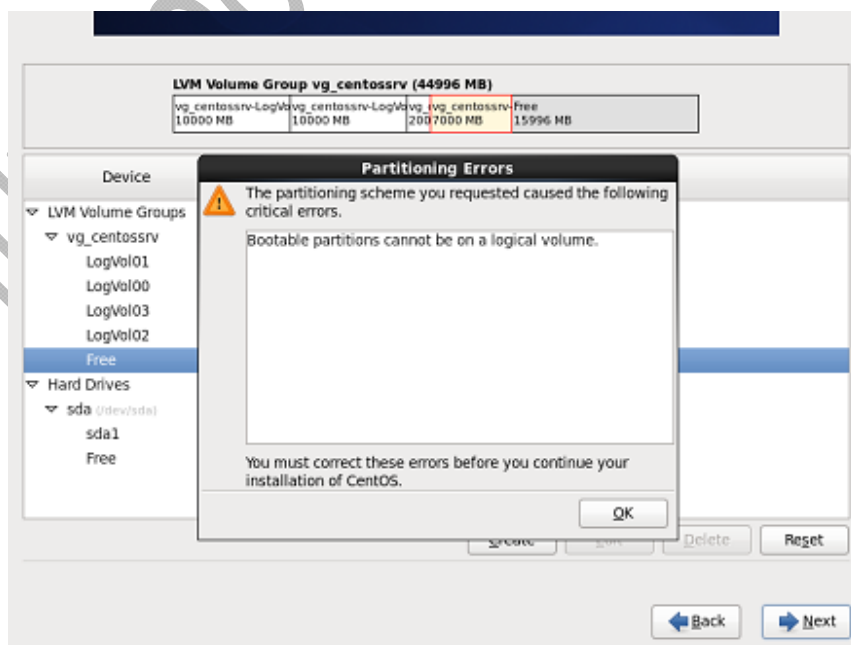 LVM Volume Group vg_centossrv (44996 MB)
vg_centossrv-LogVo vg_centossrv-LogVo vg_ vg_centossrv- Free
10000 MB 10000 MB 200 7000 MB 15996 MB
Device
Partitioning Errors
The partitioning scheme you requested caused the following
critical errors.
Bootable partitions cannot be on a logical volume.
LVM Volume Groups
vg_centossrv
LogVol01
LogVol00
LogVol03
LogVol02
Free
Hard Drives
sda (/dev/sda)
sda1
Free
You must correct these errors before you continue your
installation of CentOS.
OK
Create Edit Delete Reset
Back Next